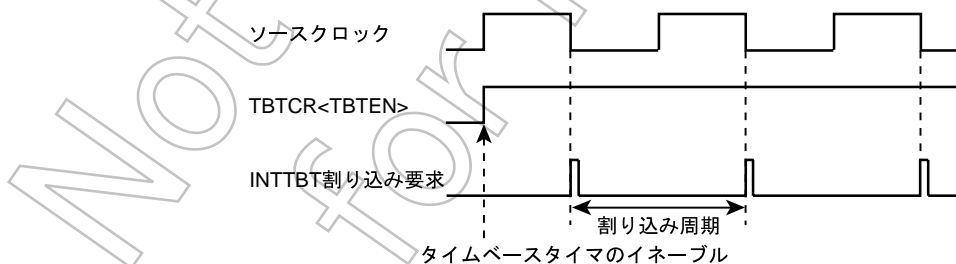 ソースクロック
TBTCR<TBTEN>
INTTBT割り込み要求
割り込み周期
タイムベースタイマのイネーブル
Not
for